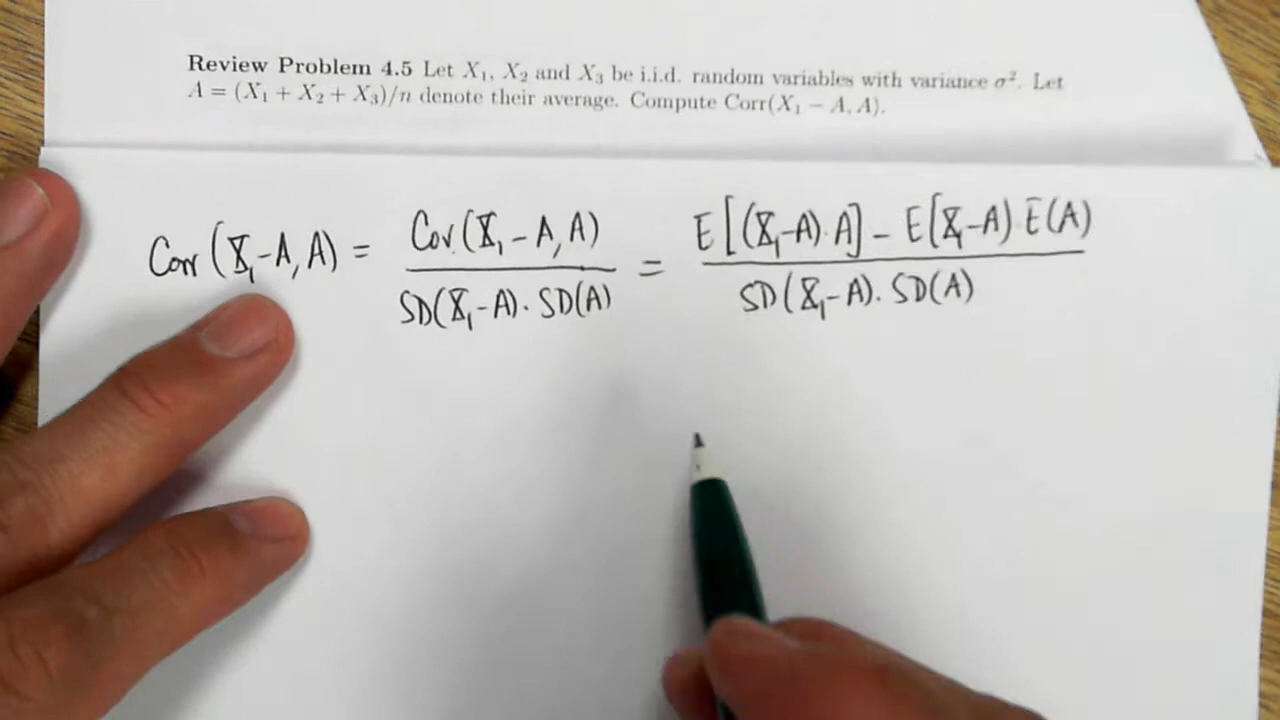 Review Problem 4.5 Let X₁, X₂ and X₃ be i.i.d. random variables with variance σ². Let
A = (X₁ + X₂ + X₃)/n denote their average. Compute Corr(X₁ − A, A).
Corr(X₁-A, A) = Cov(X₁-A, A) / SD(X₁-A)·SD(A) = E[(X₁-A)·A] - E[X₁-A)·E(A) / SD(X₁-A)·SD(A)